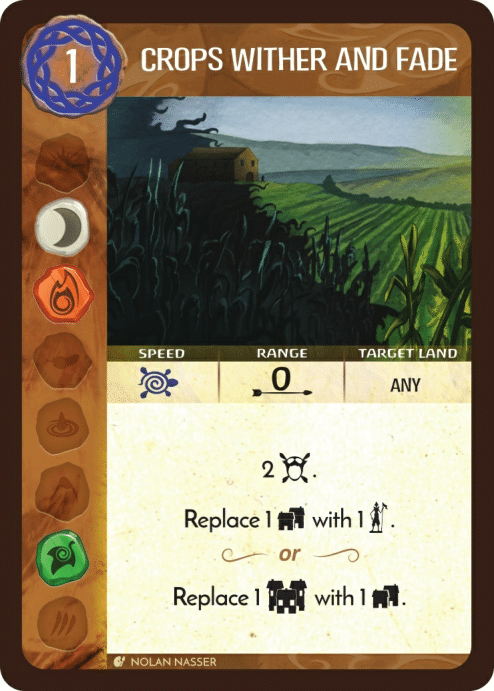 1
CROPS WITHER AND FADE
SPEED RANGE TARGET LAND
0 ANY
2 .
Replace 1 with 1 .
or
Replace 1 with 1 .
NOLAN NASSER